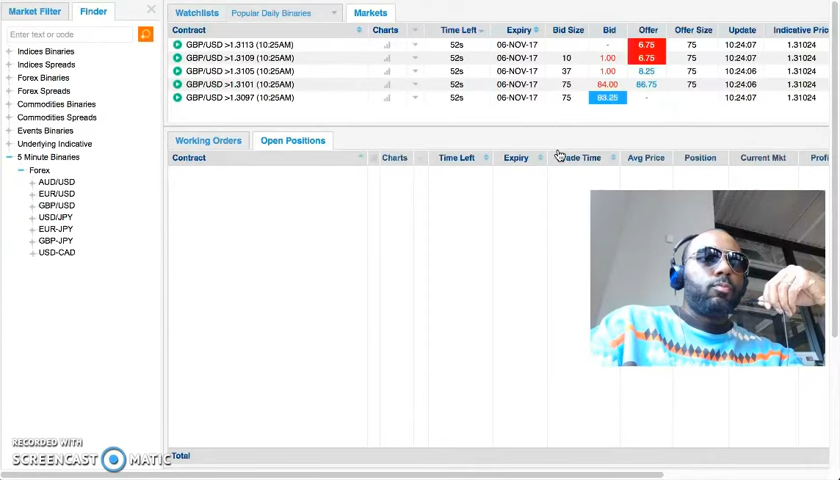 Market Filter Finder
Enter text or code
Indices Binaries
Indices Spreads
Forex Binaries
Forex Spreads
Commodities Binaries
Commodities Spreads
Events Binaries
Underlying Indicative
5 Minute Binaries
Forex
AUD/USD
EUR/USD
GBP/USD
USD/JPY
EUR-JPY
GBP-JPY
USD-CAD
Watchlists Popular Daily Binaries Markets
Contract Charts Time Left Expiry Bid Size Bid Offer Offer Size Update Indicative Pric
GBP/USD >1.3113 (10:25AM) 52s 06-NOV-17 - 6.75 75 10:24:07 1.31024
GBP/USD >1.3109 (10:25AM) 52s 06-NOV-17 10 1.00 6.75 75 10:24:07 1.31024
GBP/USD >1.3105 (10:25AM) 52s 06-NOV-17 37 1.00 8.25 75 10:24:06 1.31024
GBP/USD >1.3101 (10:25AM) 52s 06-NOV-17 75 84.00 86.75 75 10:24:06 1.31024
GBP/USD >1.3097 (10:25AM) 52s 06-NOV-17 75 93.25 - 10:24:07 1.31024
Working Orders Open Positions
Contract Charts Time Left Expiry rade Time Avg Price Position Current Mkt Profi
Total
RECORDED WITH
SCREENCAST MATIC